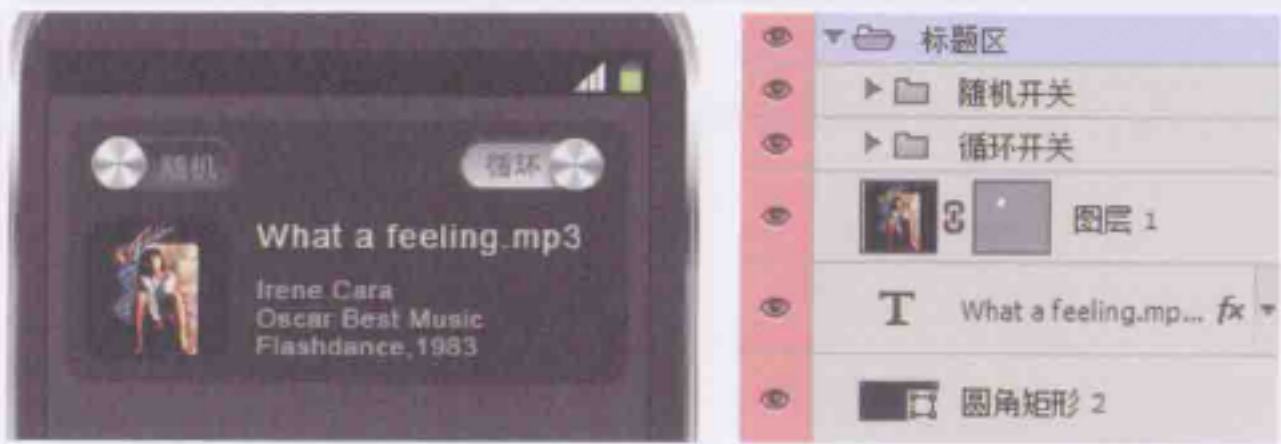 随机
循环
What a feeling.mp3
Irene Cara
Oscar Best Music
Flashdance,1983
标题区
随机开关
循环开关
图层 1
What a feeling.mp... fx
圆角矩形 2